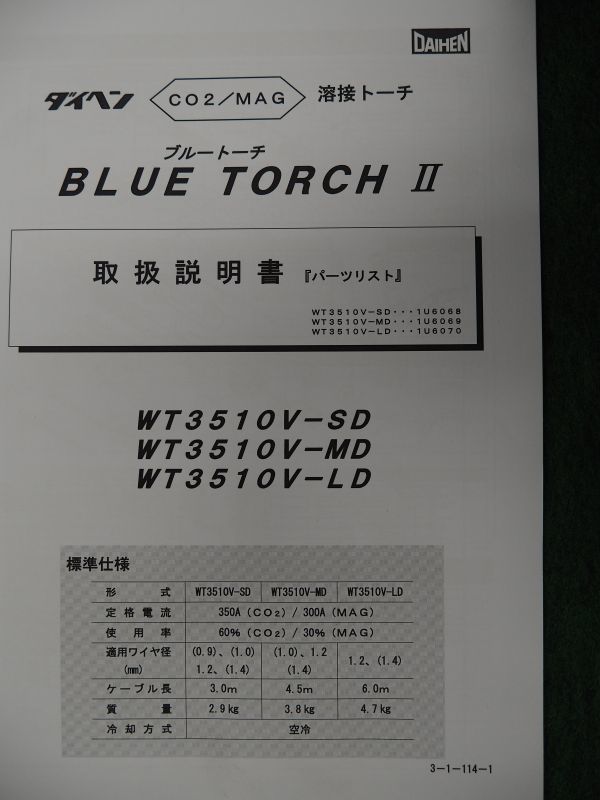 DAIHEN
ダイヘン CO2/MAG 溶接トーチ
ブルートーチ
BLUE TORCH II
取扱説明書 『パーツリスト』
WT3510V-SD・・・1U6068
WT3510V-MD・・・1U6069
WT3510V-LD・・・1U6070
WT3510V-SD
WT3510V-MD
WT3510V-LD
標準仕様
形 式 WT3510V-SD WT3510V-MD WT3510V-LD
定格電流 350A (CO₂) / 300A (MAG)
使用率 60% (CO₂) / 30% (MAG)
適用ワイヤ径 (0.9)、(1.0) (1.0)、1.2 1.2、(1.4)
(mm) 1.2、(1.4) (1.4)
ケーブル長 3.0m 4.5m 6.0m
質 量 2.9kg 3.8kg 4.7kg
冷却方式 空冷
3-1-114-1